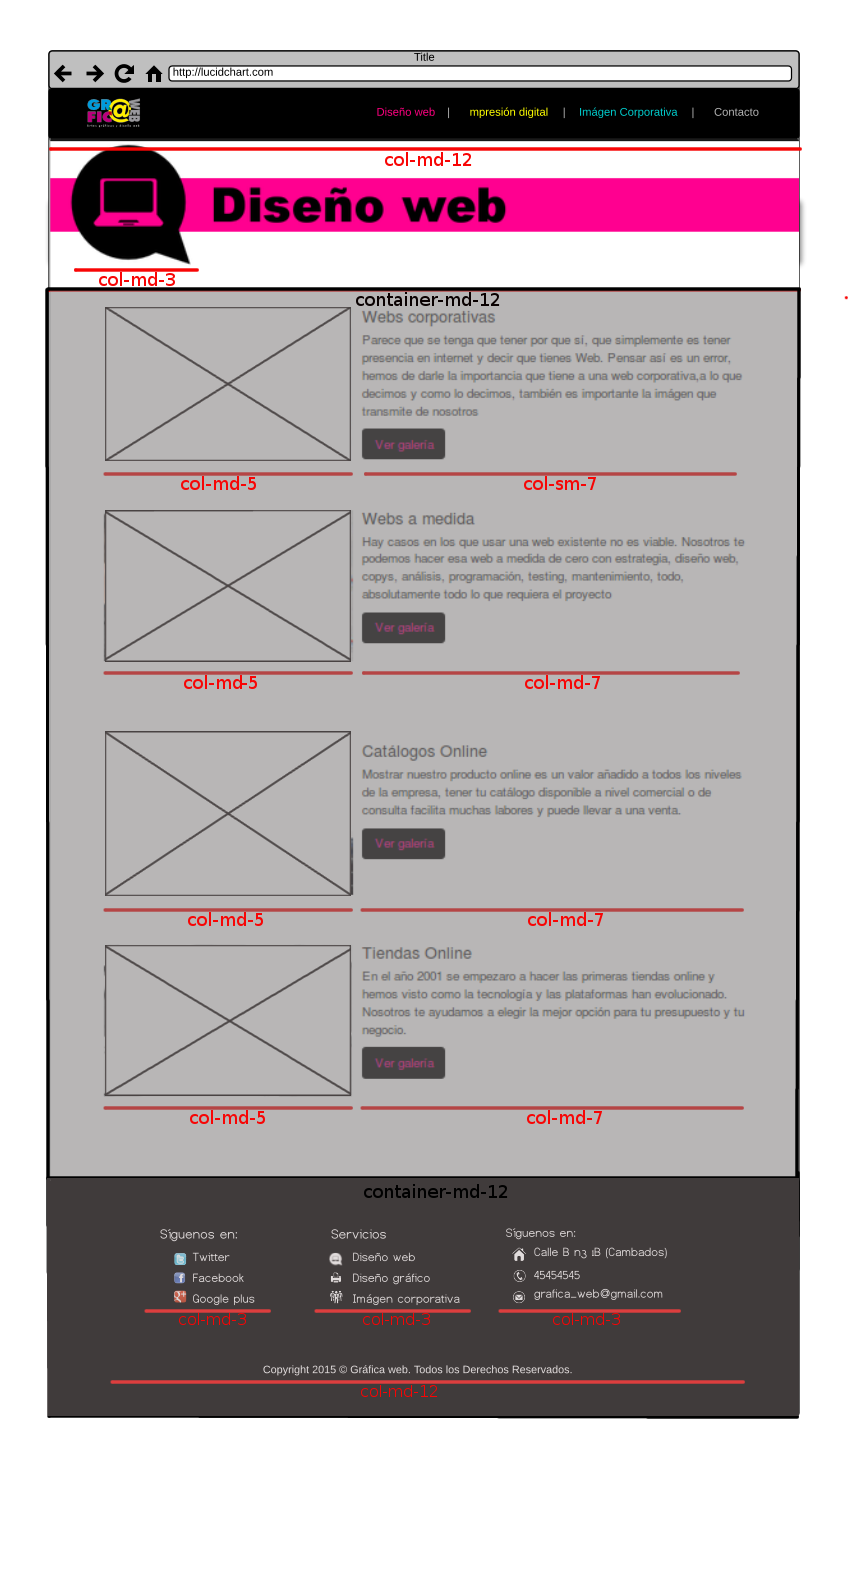 Title
http://lucidchart.com
GR@
FIC WEB
Diseño web | mpresión digital | Imágen Corporativa | Contacto
col-md-12
Diseño web
col-md-3
container-md-12
Webs corporativas
Parece que se tenga que tener por que sí, que simplemente es tener
presencia en internet y decir que tienes Web. Pensar así es un error,
hemos de darle la importancia que tiene a una web corporativa,a lo que
decimos y como lo decimos, también es importante la imágen que
transmite de nosotros
Ver galería
col-md-5
col-sm-7
Webs a medida
Hay casos en los que usar una web existente no es viable. Nosotros te
podemos hacer esa web a medida de cero con estrategia, diseño web,
copys, análisis, programación, testing, mantenimiento, todo,
absolutamente todo lo que requiera el proyecto
Ver galería
col-md-5
col-md-7
Catálogos Online
Mostrar nuestro producto online es un valor añadido a todos los niveles
de la empresa, tener tu catálogo disponible a nivel comercial o de
consulta facilita muchas labores y puede llevar a una venta.
Ver galería
col-md-5
col-md-7
Tiendas Online
En el año 2001 se empezaro a hacer las primeras tiendas online y
hemos visto como la tecnología y las plataformas han evolucionado.
Nosotros te ayudamos a elegir la mejor opción para tu presupuesto y tu
negocio.
Ver galería
col-md-5
col-md-7
container-md-12
Síguenos en:
Twitter
Facebook
Google plus
col-md-3
Servicios
Diseño web
Diseño gráfico
Imágen corporativa
col-md-3
Síguenos en:
Calle B n3 1B (Cambados)
45454545
grafica_web@gmail.com
col-md-3
Copyright 2015 © Gráfica web. Todos los Derechos Reservados.
col-md-12